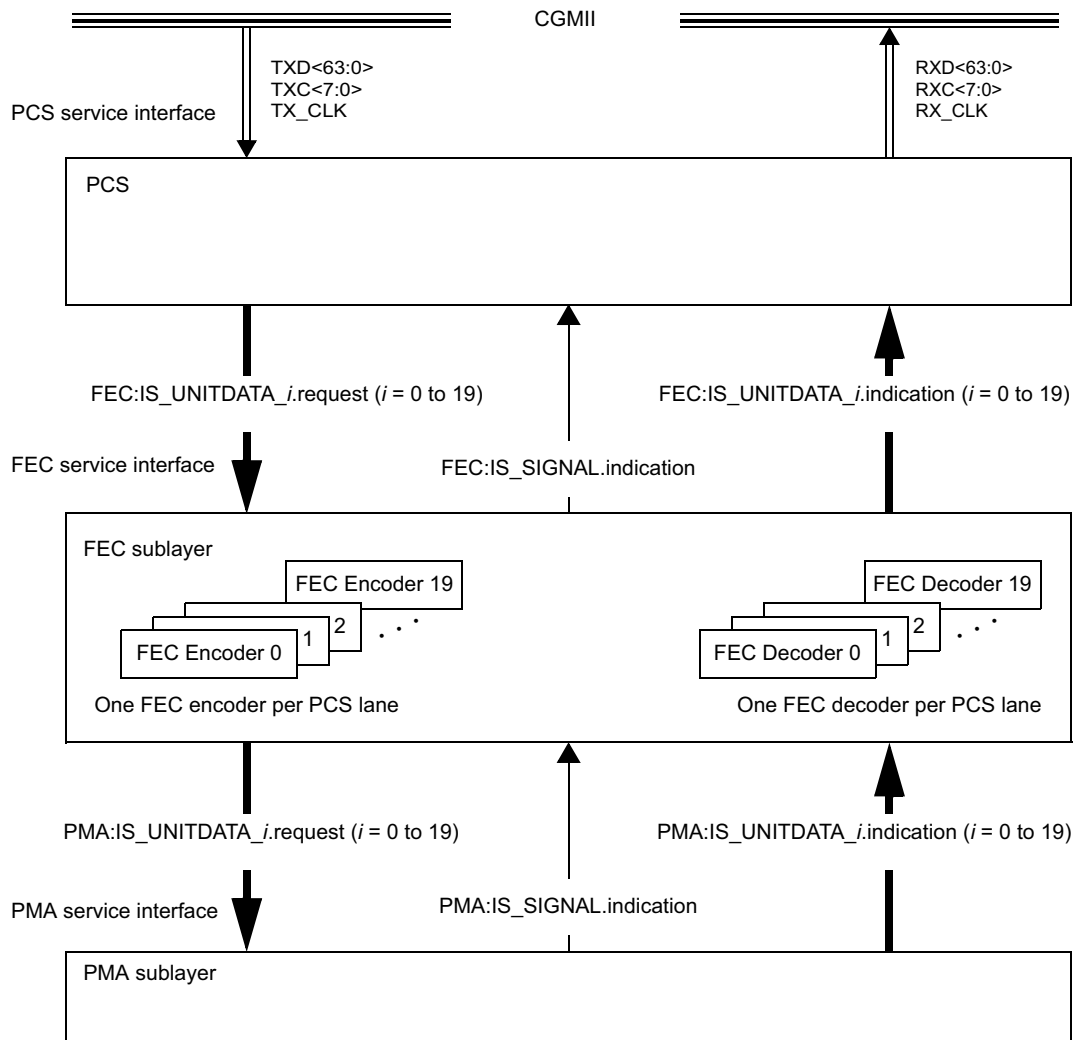 CGMII
TXD<63:0>
TXC<7:0>
TX_CLK
RXD<63:0>
RXC<7:0>
RX_CLK
PCS service interface
PCS
FEC:IS_UNITDATA_i.request (i = 0 to 19)
FEC:IS_UNITDATA_i.indication (i = 0 to 19)
FEC service interface
FEC:IS_SIGNAL.indication
FEC sublayer
FEC Encoder 19
2
1
FEC Encoder 0
. . .
One FEC encoder per PCS lane
FEC Decoder 19
2
1
FEC Decoder 0
. . .
One FEC decoder per PCS lane
PMA:IS_UNITDATA_i.request (i = 0 to 19)
PMA:IS_UNITDATA_i.indication (i = 0 to 19)
PMA service interface
PMA:IS_SIGNAL.indication
PMA sublayer